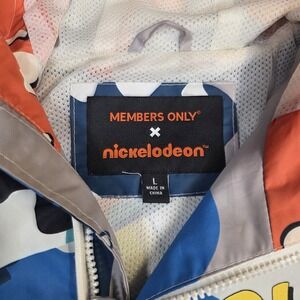 MEMBERS ONLY®
×
nickelodeon™
L
MADE IN
CHINA